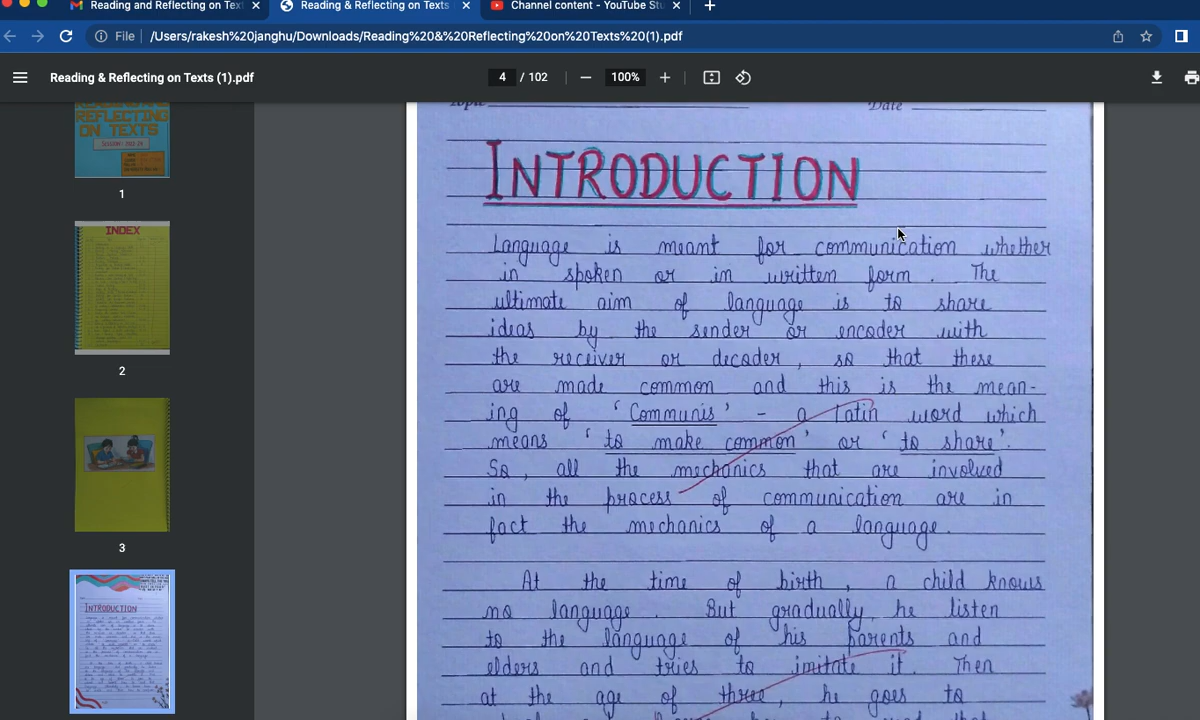 Reading and Reflecting on Tex
Reading & Reflecting on Texts
Channel content - YouTube Stu
File
/Users/rakesh%20janghu/Downloads/Reading%20&%20Reflecting%20on%20Texts%20(1).pdf
Reading & Reflecting on Texts (1).pdf
4 / 102
100%
REFLECTING
ON TEXTS
1
INDEX
2
3
INTRODUCTION
Topic
Date
INTRODUCTION
Language is meant for communication whether
in spoken or in written form . The
ultimate aim of language is to share
ideas by the sender or encoder with
the receiver or decoder , so that these
are made common and this is the mean-
ing of ' Communis ' - a Latin word which
means ' to make common ' or ' to share '.
So , all the mechanics that are involved
in the process of communication are in
fact the mechanics of a language.
At the time of birth , a child knows
no language . But gradually, he listen
to the language of his parents and
elders and tries to imitate it. Then
at the age of three, he goes to